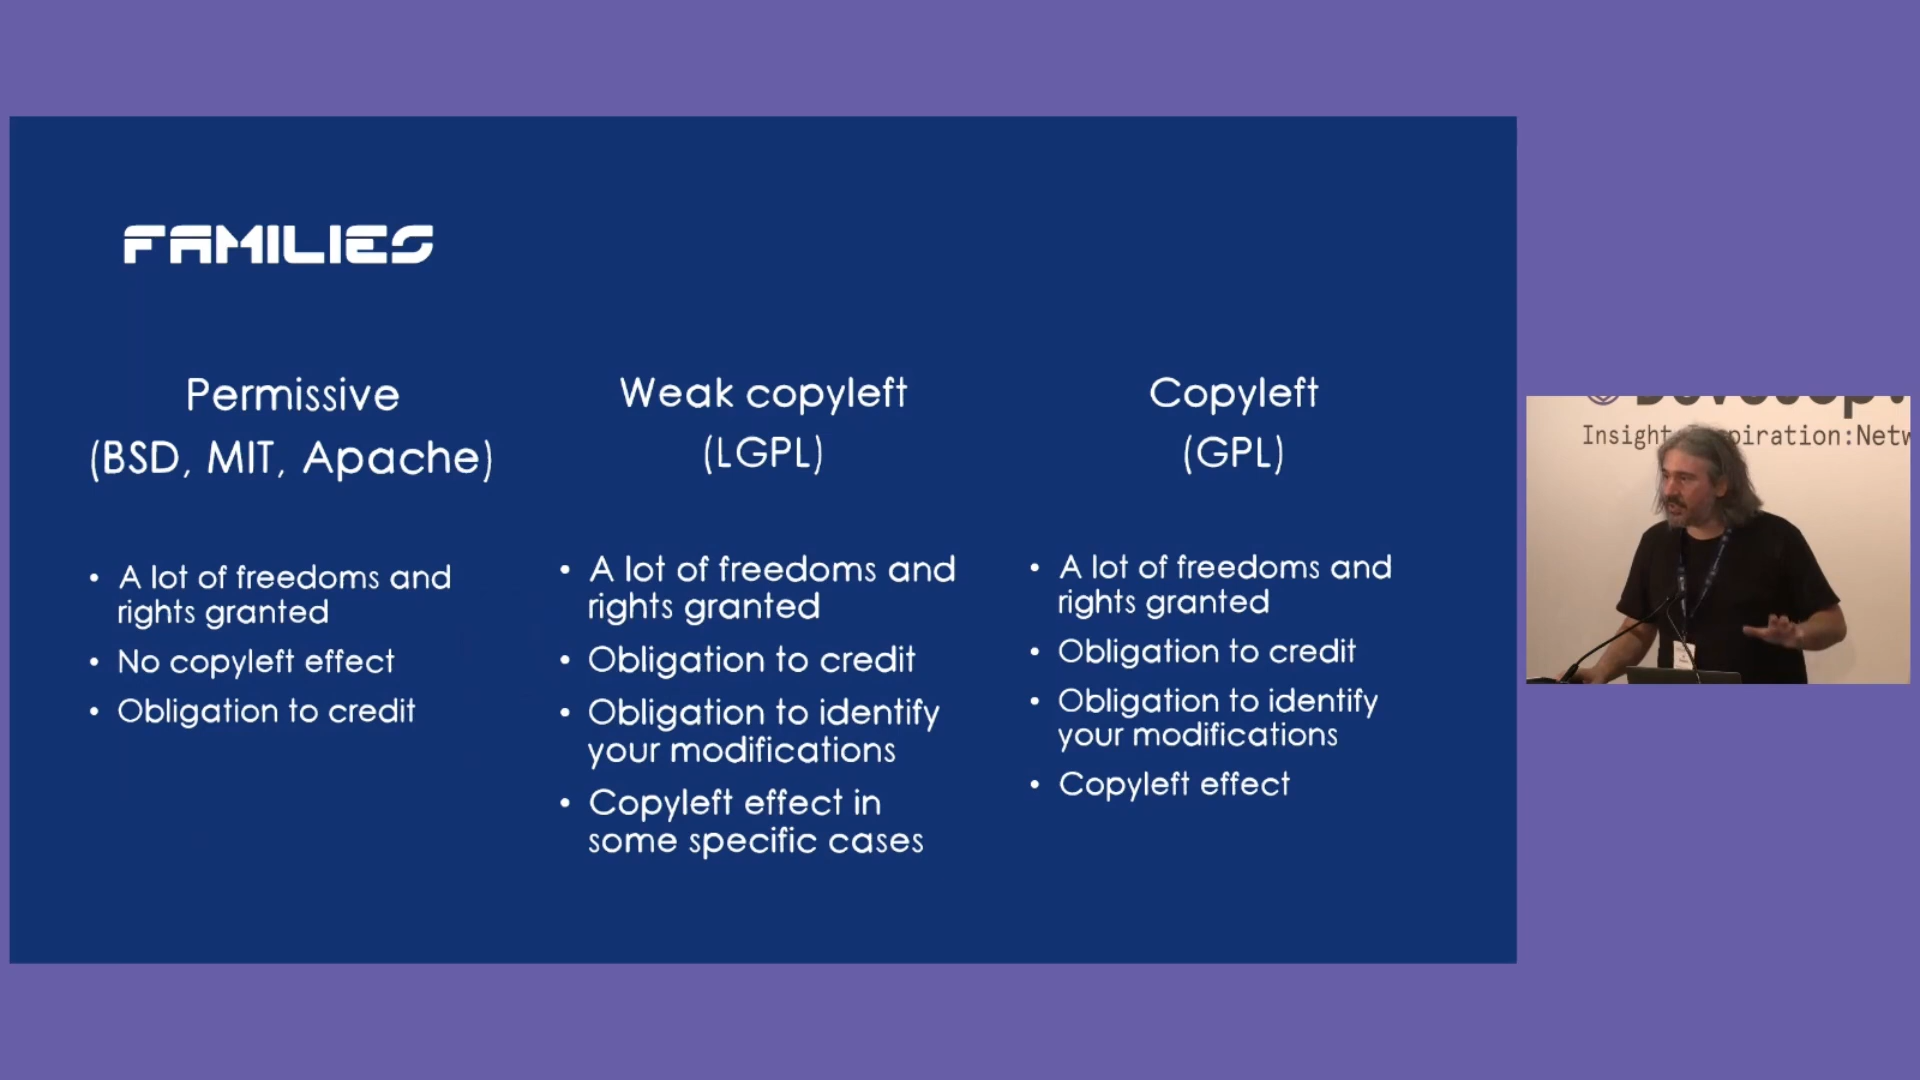 FAMILIES
Permissive
(BSD, MIT, Apache)
• A lot of freedoms and
rights granted
• No copyleft effect
• Obligation to credit
Weak copyleft
(LGPL)
• A lot of freedoms and
rights granted
• Obligation to credit
• Obligation to identify
your modifications
• Copyleft effect in
some specific cases
Copyleft
(GPL)
• A lot of freedoms and
rights granted
• Obligation to credit
• Obligation to identify
your modifications
• Copyleft effect
Insight